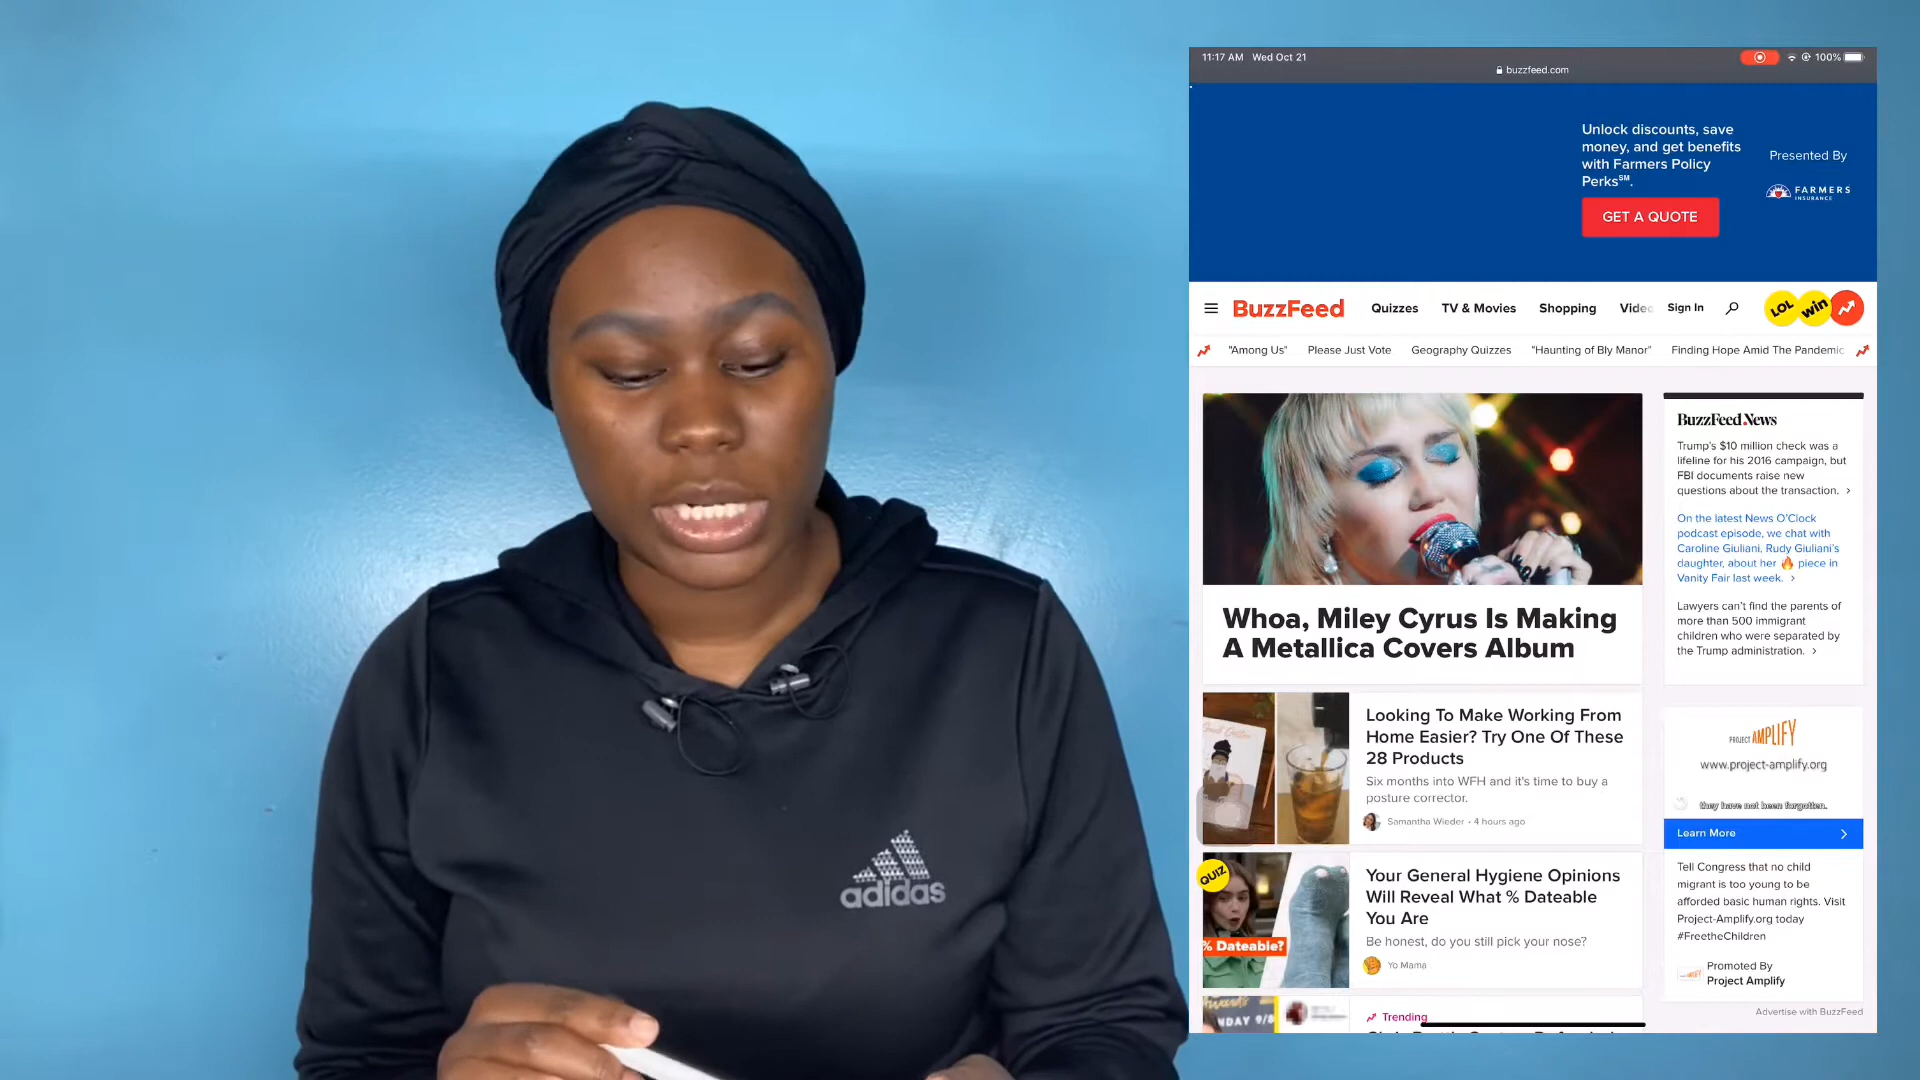 11:17 AM Wed Oct 21
100%
buzzfeed.com
Unlock discounts, save
money, and get benefits
with Farmers Policy
Perks℠.
GET A QUOTE
Presented By
FARMERS
INSURANCE
BuzzFeed
Quizzes TV & Movies Shopping Video Sign In
LOL win
"Among Us" Please Just Vote Geography Quizzes "Haunting of Bly Manor" Finding Hope Amid The Pandemic
Whoa, Miley Cyrus Is Making
A Metallica Covers Album
Looking To Make Working From
Home Easier? Try One Of These
28 Products
Six months into WFH and it's time to buy a
posture corrector.
Samantha Wieder • 4 hours ago
QUIZ
% Dateable?
Your General Hygiene Opinions
Will Reveal What % Dateable
You Are
Be honest, do you still pick your nose?
Yo Mama
NDAY 9/8
Trending
BuzzFeed News
Trump's $10 million check was a
lifeline for his 2016 campaign, but
FBI documents raise new
questions about the transaction. ›
On the latest News O'Clock
podcast episode, we chat with
Caroline Giuliani, Rudy Giuliani's
daughter, about her 🔥 piece in
Vanity Fair last week. ›
Lawyers can't find the parents of
more than 500 immigrant
children who were separated by
the Trump administration. ›
PROJECT AMPLIFY
www.project-amplify.org
they have not been forgotten.
Learn More
Tell Congress that no child
migrant is too young to be
afforded basic human rights. Visit
Project-Amplify.org today
#FreetheChildren
Promoted By
Project Amplify
Advertise with BuzzFeed
adidas